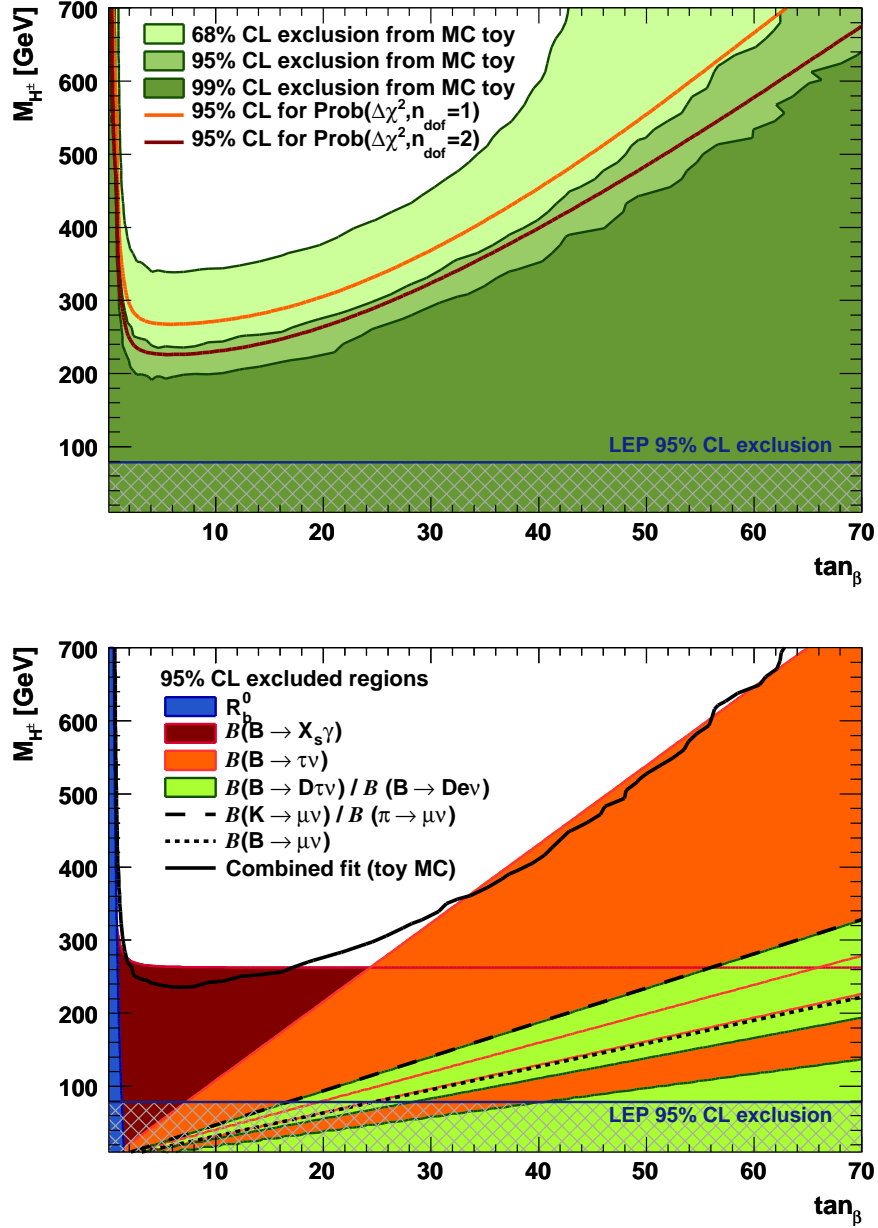 700
600
500
400
300
200
100
M_H± [GeV]
68% CL exclusion from MC toy
95% CL exclusion from MC toy
99% CL exclusion from MC toy
95% CL for Prob(Δχ²,n_dof=1)
95% CL for Prob(Δχ²,n_dof=2)
LEP 95% CL exclusion
10 20 30 40 50 60 70
tan_β
700
600
500
400
300
200
100
M_H± [GeV]
95% CL excluded regions
R_b^0
B(B → X_sγ)
B(B → τν)
B(B → Dτν) / B (B → Deν)
B(K → μν) / B (π → μν)
B(B → μν)
Combined fit (toy MC)
LEP 95% CL exclusion
10 20 30 40 50 60 70
tan_β